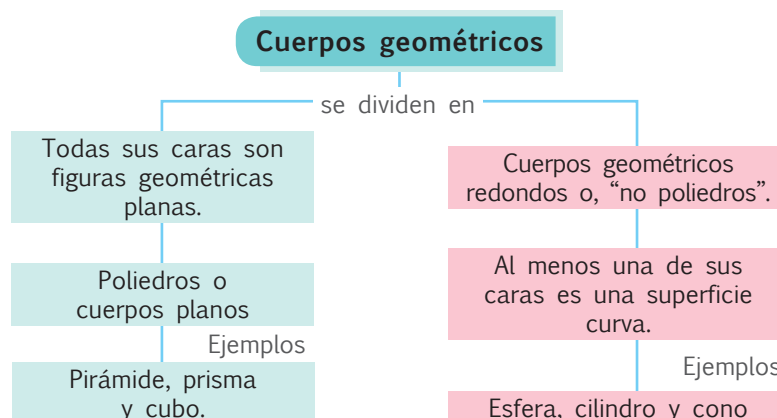 Cuerpos geométricos
se dividen en
Todas sus caras son
figuras geométricas
planas.
Poliedros o
cuerpos planos
Ejemplos
Pirámide, prisma
y cubo.
Cuerpos geométricos
redondos o, “no poliedros”.
Al menos una de sus
caras es una superficie
curva.
Ejemplos
Esfera, cilindro y cono